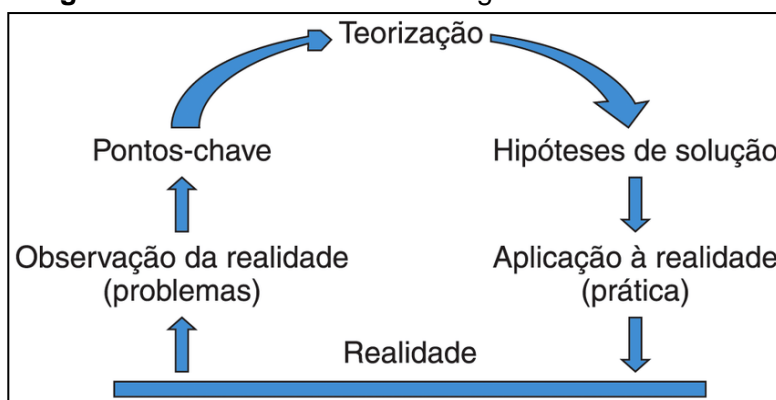 Teorização
Pontos-chave
Hipóteses de solução
Observação da realidade
(problemas)
Aplicação à realidade
(prática)
Realidade